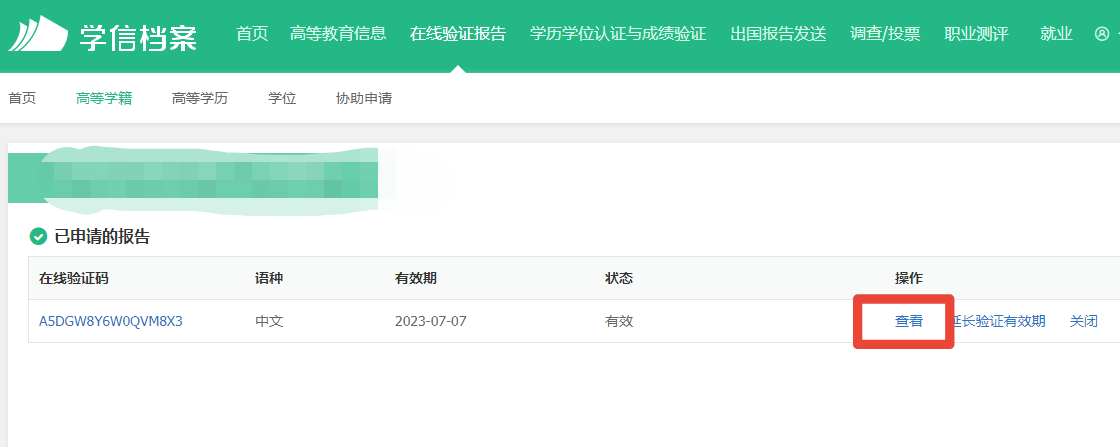 学信档案 首页 高等教育信息 在线验证报告 学历学位认证与成绩验证 出国报告发送 调查/投票 职业测评 就业
首页 高等学籍 高等学历 学位 协助申请
已申请的报告
在线验证码 语种 有效期 状态 操作
A5DGW8Y6W0QVM8X3 中文 2023-07-07 有效 查看 延长验证有效期 关闭